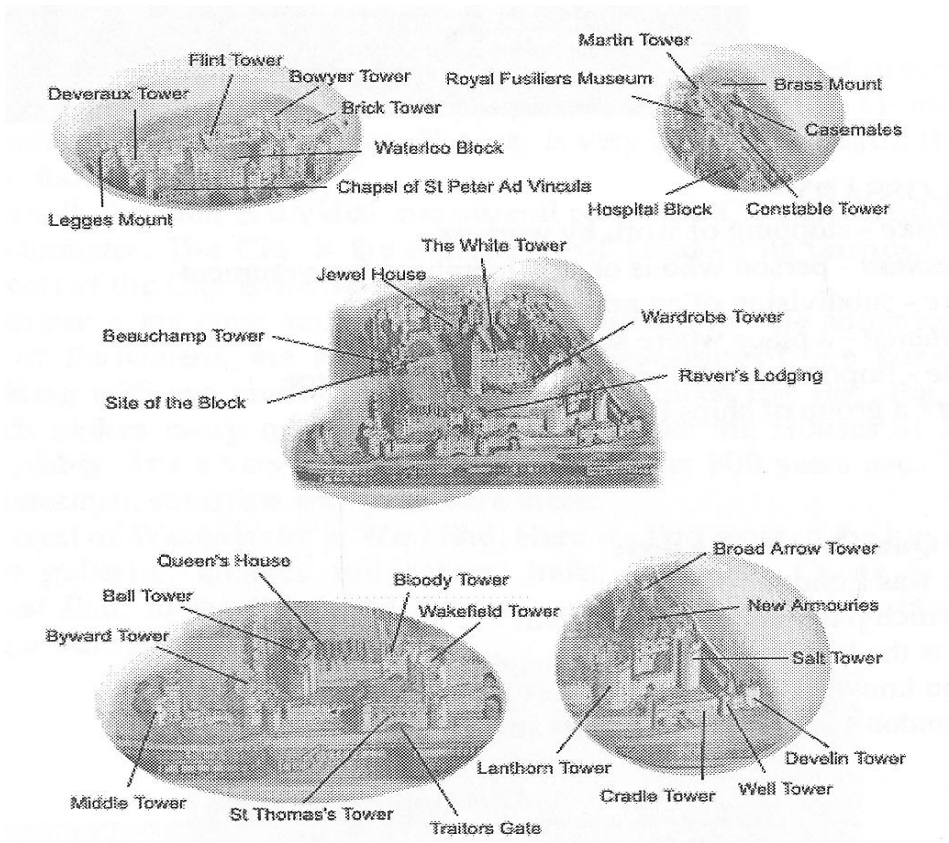 Flint Tower
Bowyer Tower
Deveraux Tower
Brick Tower
Waterloo Block
Chapel of St Peter Ad Vincula
Legges Mount
Martin Tower
Royal Fusiliers Museum
Brass Mount
Casemates
Hospital Block
Constable Tower
The White Tower
Jewel House
Wardrobe Tower
Beauchamp Tower
Raven's Lodging
Site of the Block
Queen's House
Bloody Tower
Bell Tower
Wakefield Tower
Byward Tower
Middle Tower
St Thomas's Tower
Traitors Gate
Broad Arrow Tower
New Armouries
Salt Tower
Lanthorn Tower
Develin Tower
Cradle Tower
Well Tower